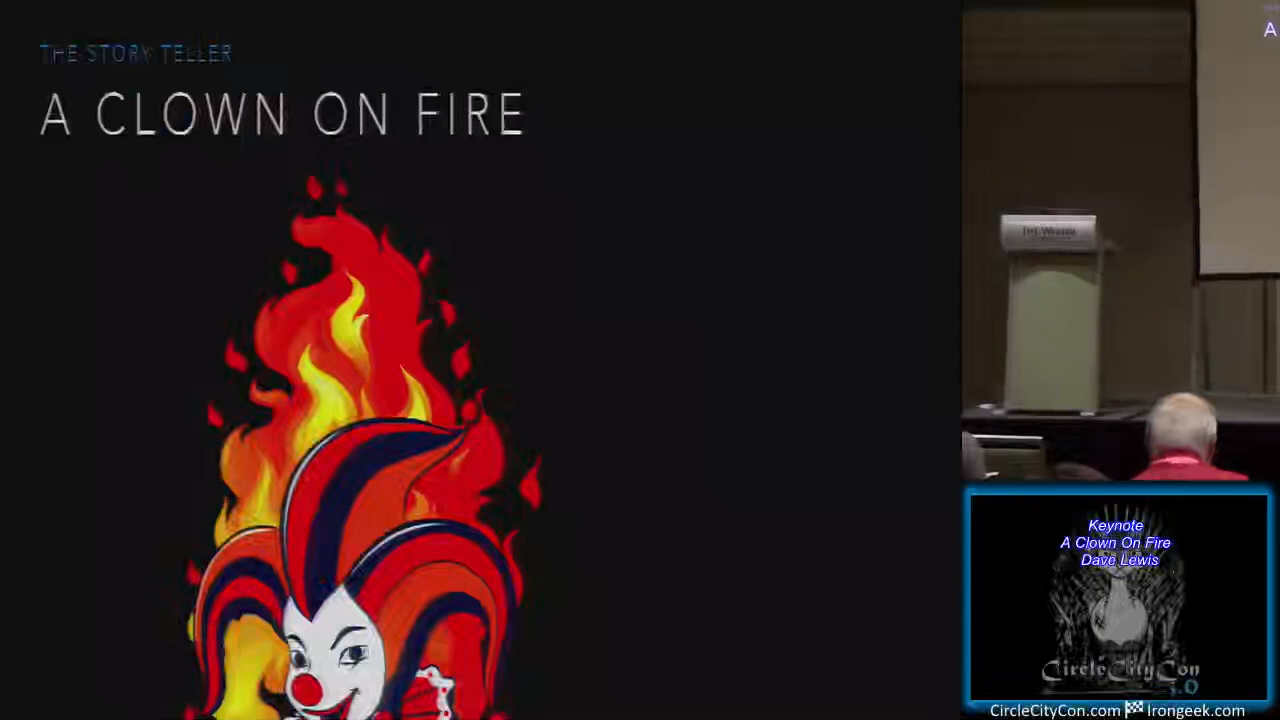 THE STORY TELLER
A CLOWN ON FIRE
A
Keynote
A Clown On Fire
Dave Lewis
CircleCityCon
CircleCityCon.com Irongeek.com